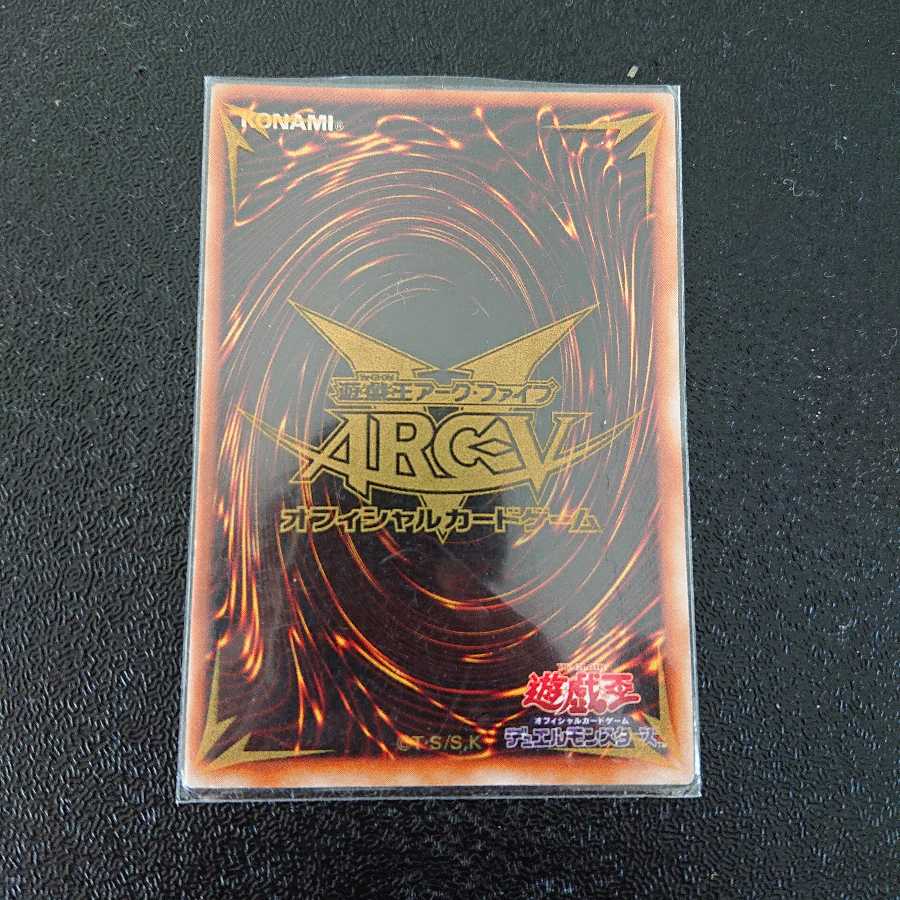 KONAMI®
遊☆戯☆王アーク・ファイブ
ARC-V
オフィシャルカードゲーム
遊戯王
オフィシャルカードゲーム
デュエルモンスターズ™
©T·S/S,K